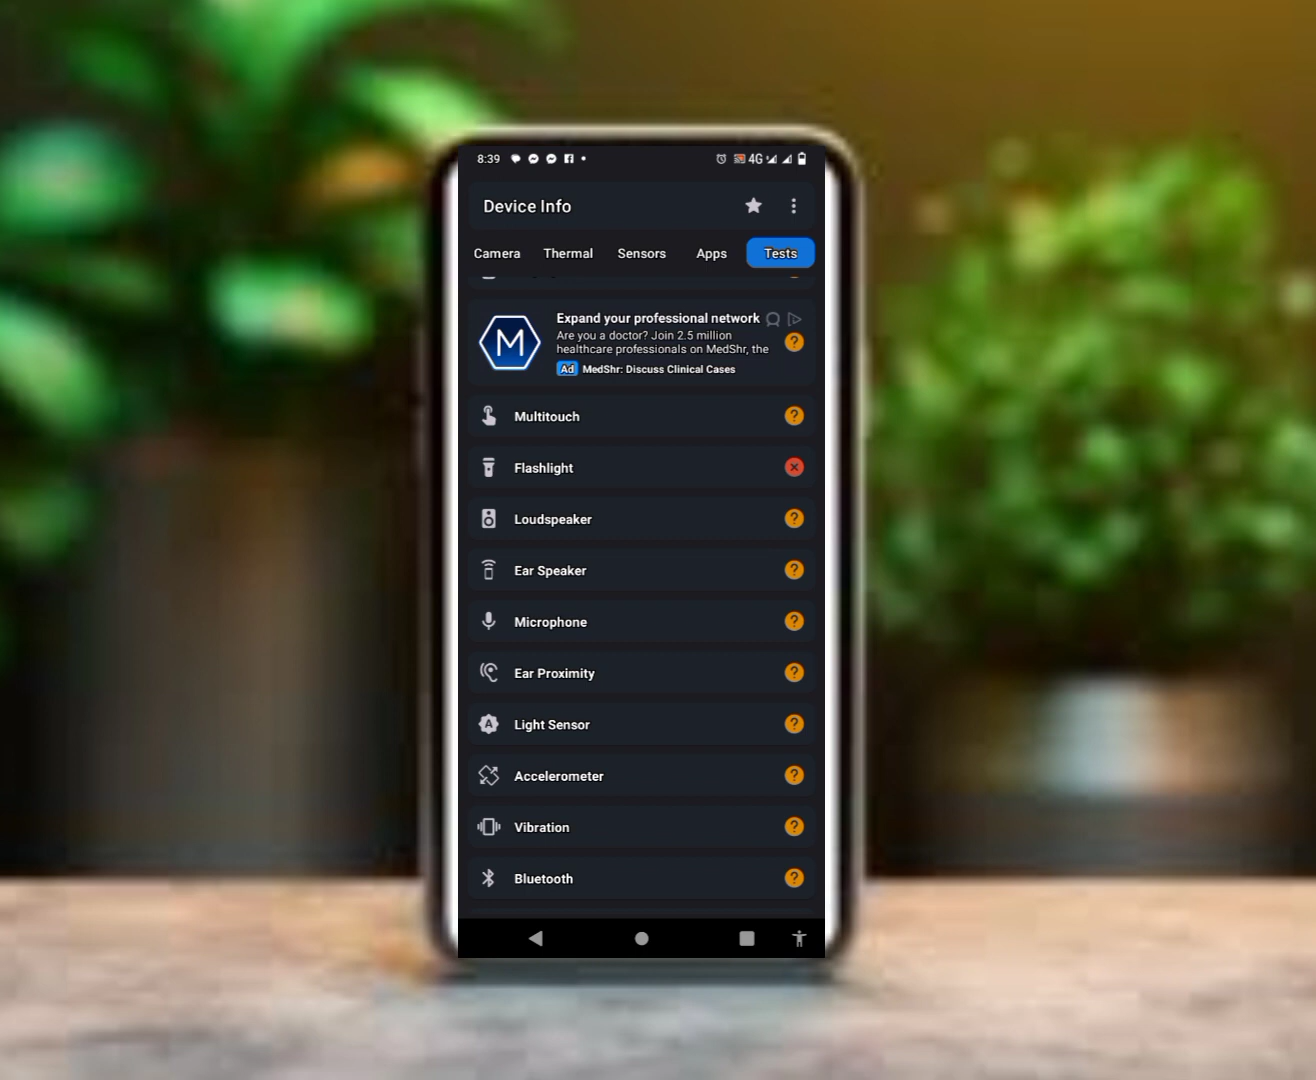 8:39
4G
Device Info
Camera Thermal Sensors Apps Tests
M
Expand your professional network
Are you a doctor? Join 2.5 million
healthcare professionals on MedShr, the
Ad MedShr: Discuss Clinical Cases
Multitouch
Flashlight
Loudspeaker
Ear Speaker
Microphone
Ear Proximity
A
Light Sensor
Accelerometer
Vibration
Bluetooth